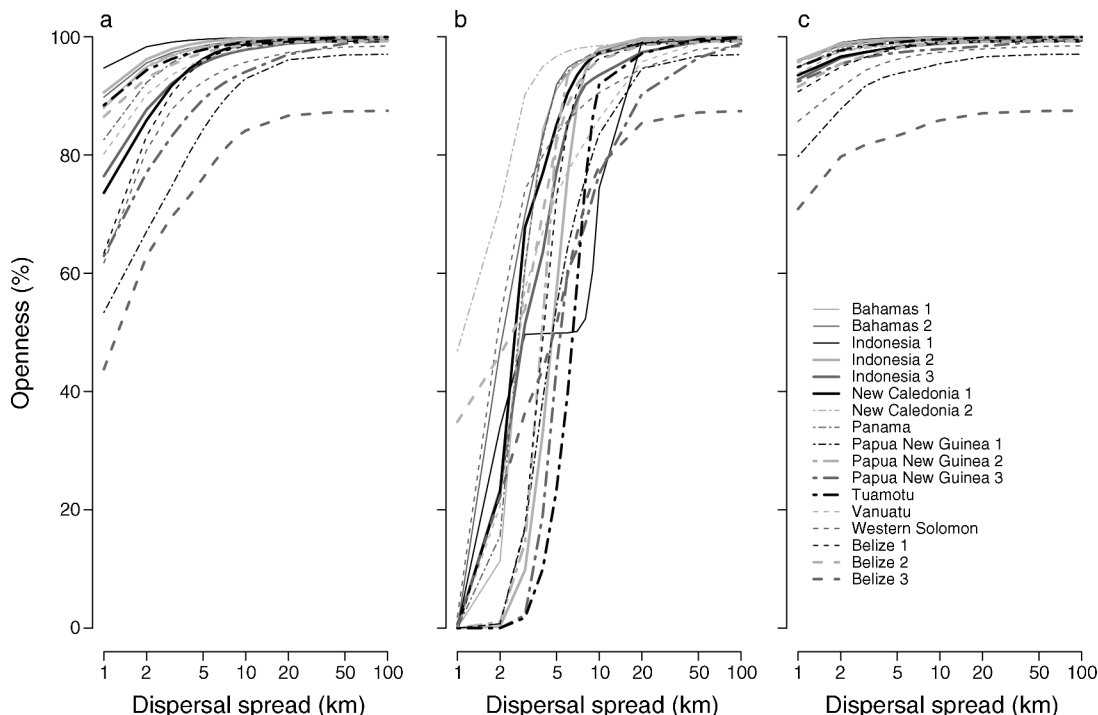 a b c
Openness (%)
100
80
60
40
20
0
Bahamas 1
Bahamas 2
Indonesia 1
Indonesia 2
Indonesia 3
New Caledonia 1
New Caledonia 2
Panama
Papua New Guinea 1
Papua New Guinea 2
Papua New Guinea 3
Tuamotu
Vanuatu
Western Solomon
Belize 1
Belize 2
Belize 3
1 2 5 10 20 50 100 1 2 5 10 20 50 100 1 2 5 10 20 50 100
Dispersal spread (km) Dispersal spread (km) Dispersal spread (km)